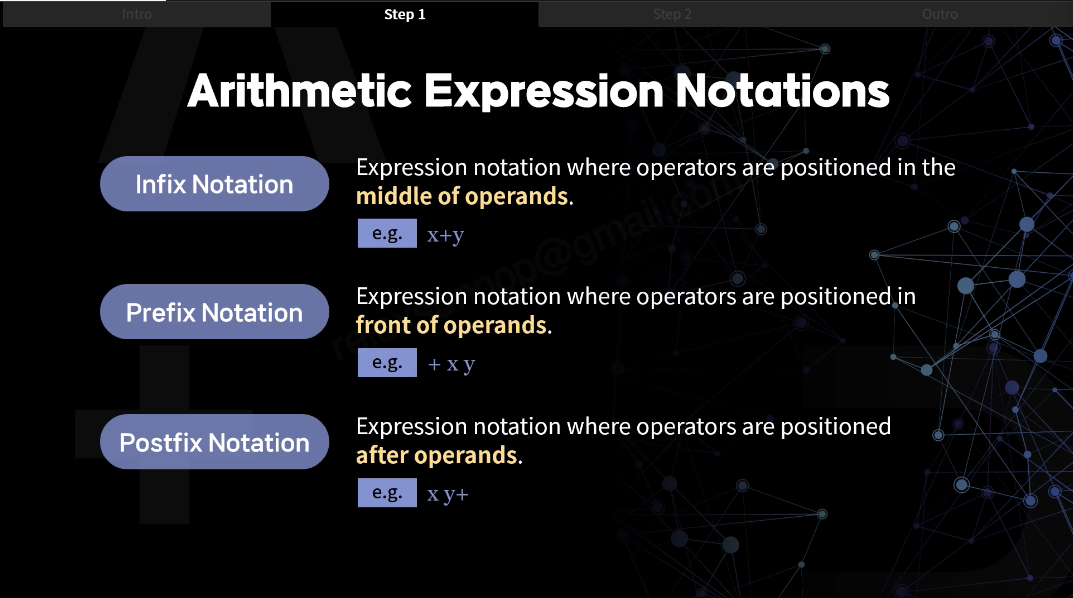 Intro
Step 1
Step 2
Outro
Arithmetic Expression Notations
Infix Notation
Expression notation where operators are positioned in the
middle of operands.
e.g. x+y
Prefix Notation
Expression notation where operators are positioned in
front of operands.
e.g. + x y
Postfix Notation
Expression notation where operators are positioned
after operands.
e.g. x y+